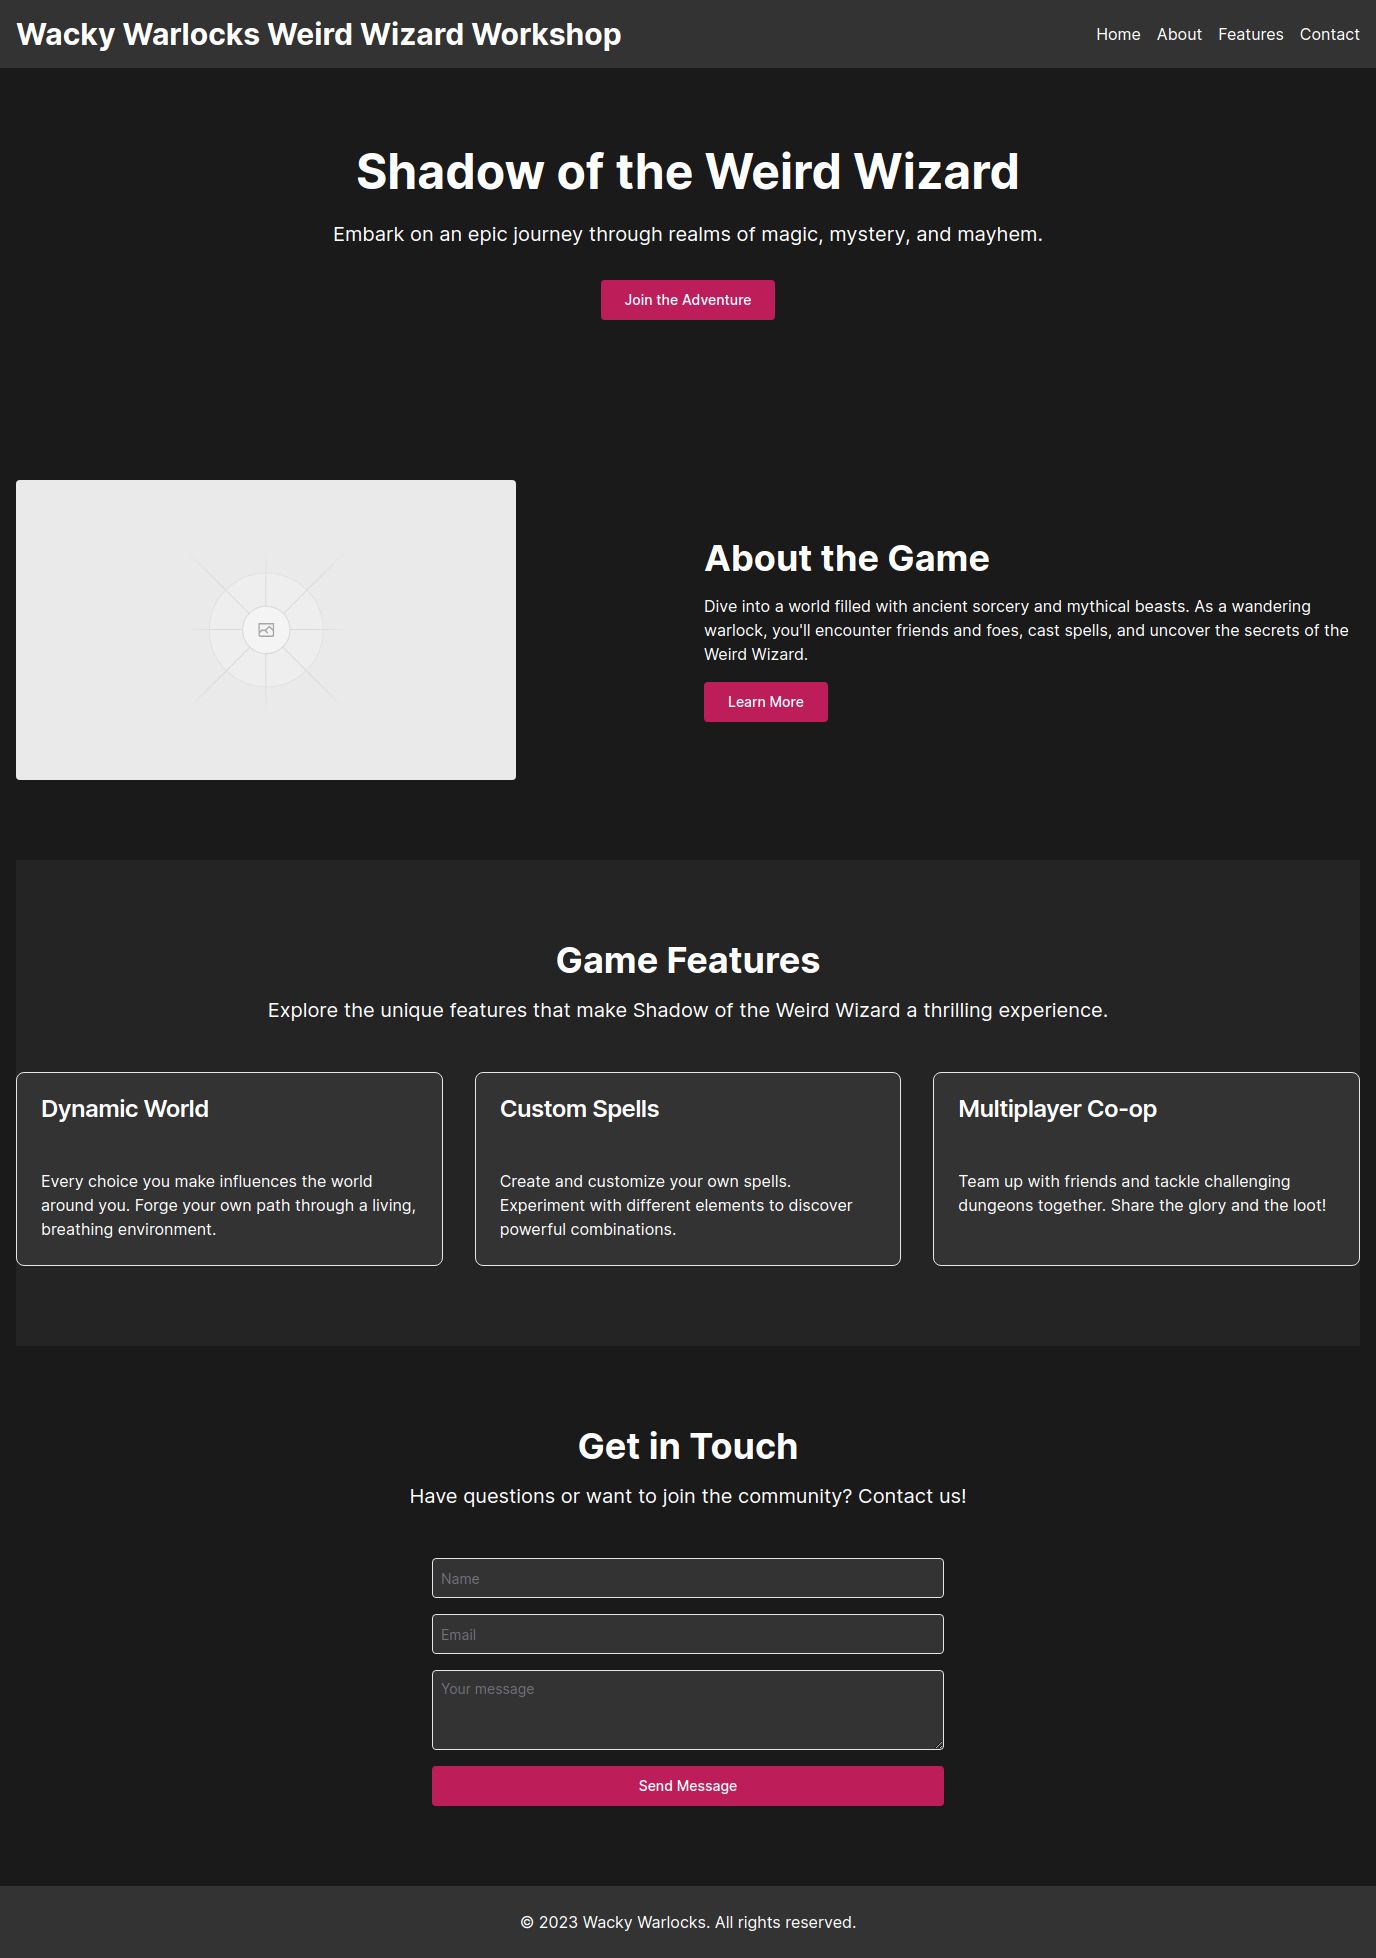 Wacky Warlocks Weird Wizard Workshop
Home About Features Contact
Shadow of the Weird Wizard
Embark on an epic journey through realms of magic, mystery, and mayhem.
Join the Adventure
About the Game
Dive into a world filled with ancient sorcery and mythical beasts. As a wandering
warlock, you'll encounter friends and foes, cast spells, and uncover the secrets of the
Weird Wizard.
Learn More
Game Features
Explore the unique features that make Shadow of the Weird Wizard a thrilling experience.
Dynamic World
Every choice you make influences the world
around you. Forge your own path through a living,
breathing environment.
Custom Spells
Create and customize your own spells.
Experiment with different elements to discover
powerful combinations.
Multiplayer Co-op
Team up with friends and tackle challenging
dungeons together. Share the glory and the loot!
Get in Touch
Have questions or want to join the community? Contact us!
Name
Email
Your message
Send Message
© 2023 Wacky Warlocks. All rights reserved.